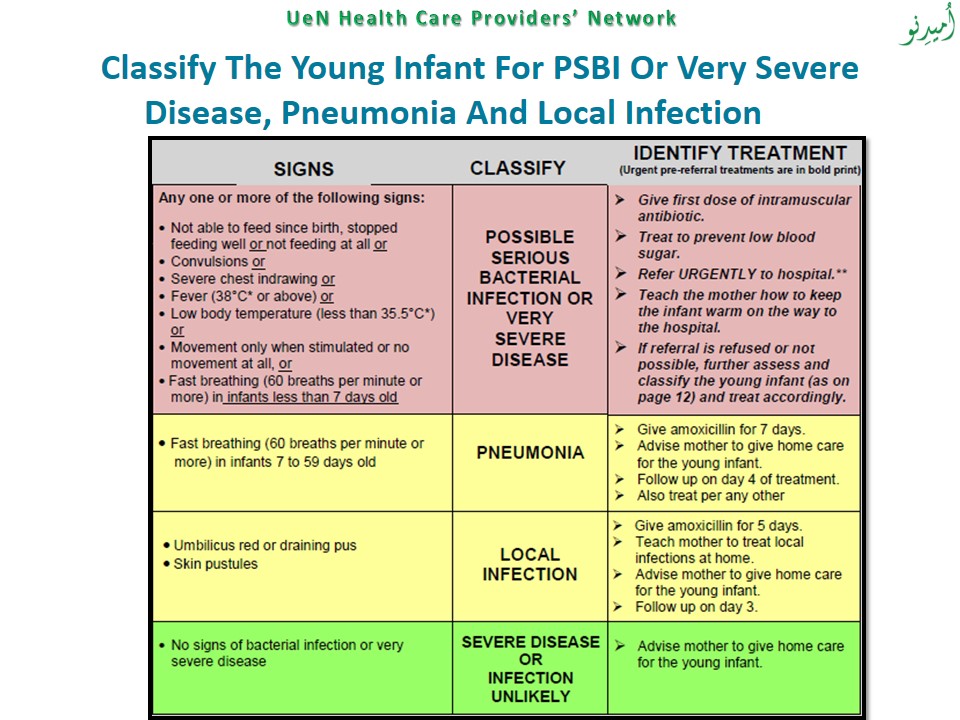 UeN Health Care Providers’ Network
اُمیدِنو
Classify The Young Infant For PSBI Or Very Severe
Disease, Pneumonia And Local Infection
SIGNS
CLASSIFY
IDENTIFY TREATMENT
(Urgent pre-referral treatments are in bold print)
Any one or more of the following signs:
• Not able to feed since birth, stopped
feeding well or not feeding at all or
• Convulsions or
• Severe chest indrawing or
• Fever (38°C* or above) or
• Low body temperature (less than 35.5°C*)
or
• Movement only when stimulated or no
movement at all, or
• Fast breathing (60 breaths per minute or
more) in infants less than 7 days old
POSSIBLE
SERIOUS
BACTERIAL
INFECTION OR
VERY
SEVERE
DISEASE
➢ Give first dose of intramuscular
antibiotic.
➢ Treat to prevent low blood
sugar.
➢ Refer URGENTLY to hospital.**
➢ Teach the mother how to keep
the infant warm on the way to
the hospital.
➢ If referral is refused or not
possible, further assess and
classify the young infant (as on
page 12) and treat accordingly.
• Fast breathing (60 breaths per minute or
more) in infants 7 to 59 days old
PNEUMONIA
➢ Give amoxicillin for 7 days.
➢ Advise mother to give home care
for the young infant.
➢ Follow up on day 4 of treatment.
➢ Also treat per any other
• Umbilicus red or draining pus
• Skin pustules
LOCAL
INFECTION
➢ Give amoxicillin for 5 days.
➢ Teach mother to treat local
infections at home.
➢ Advise mother to give home care
for the young infant.
➢ Follow up on day 3.
• No signs of bacterial infection or very
severe disease
SEVERE DISEASE
OR
INFECTION
UNLIKELY
➢ Advise mother to give home care
for the young infant.